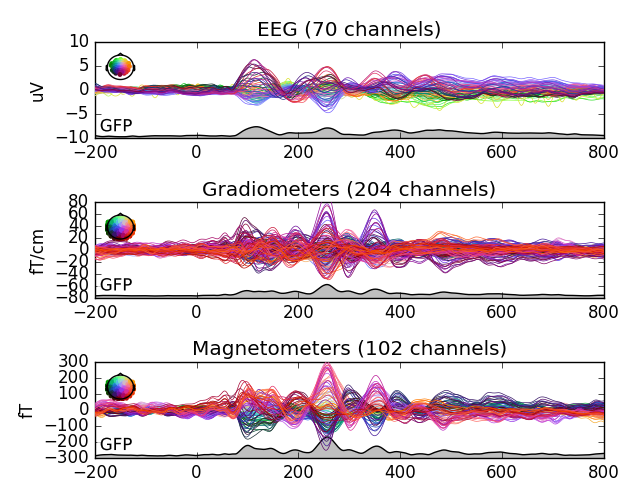 EEG (70 channels)
10
5
0
−5
−10
uV
GFP
−200 0 200 400 600 800
Gradiometers (204 channels)
80
60
40
20
0
−20
−40
−60
−80
fT/cm
GFP
−200 0 200 400 600 800
Magnetometers (102 channels)
300
200
100
0
−100
−200
−300
fT
GFP
−200 0 200 400 600 800